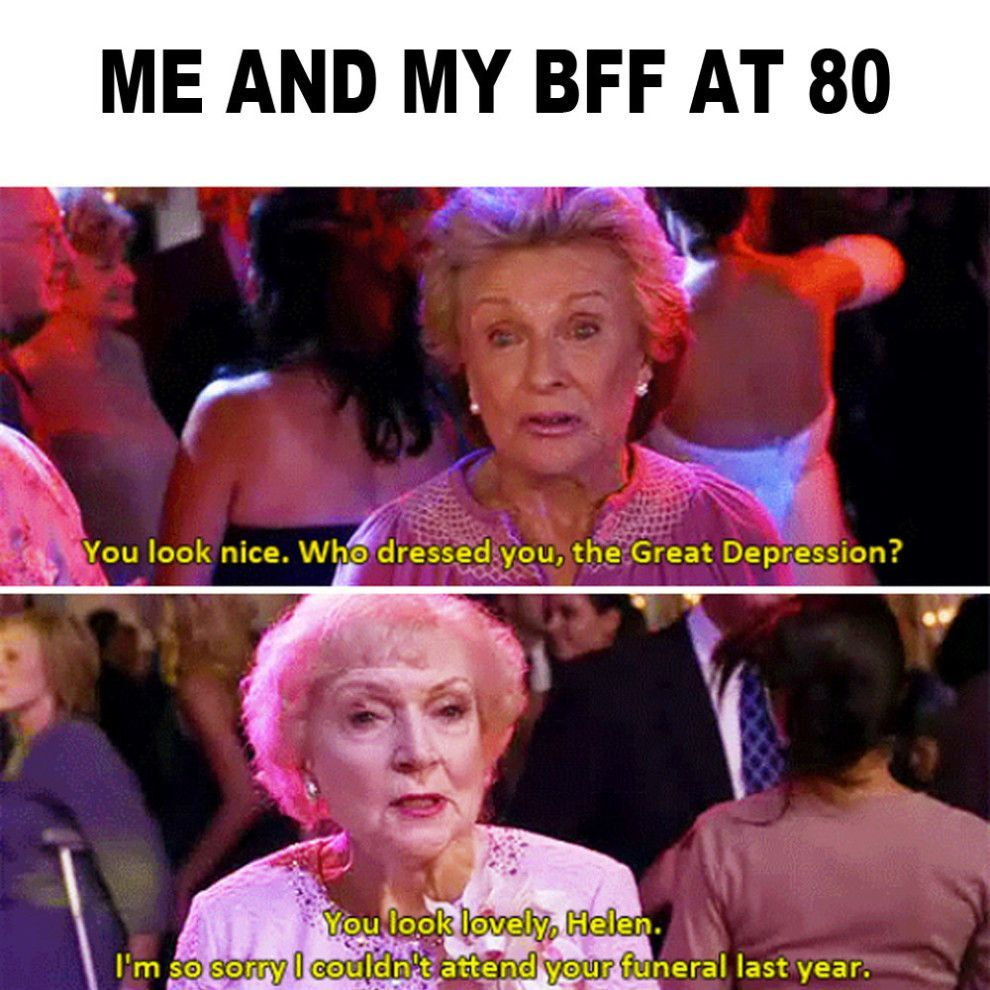 ME AND MY BFF AT 80
You look nice. Who dressed you, the Great Depression?
You look lovely, Helen.
I'm so sorry I couldn't attend your funeral last year.